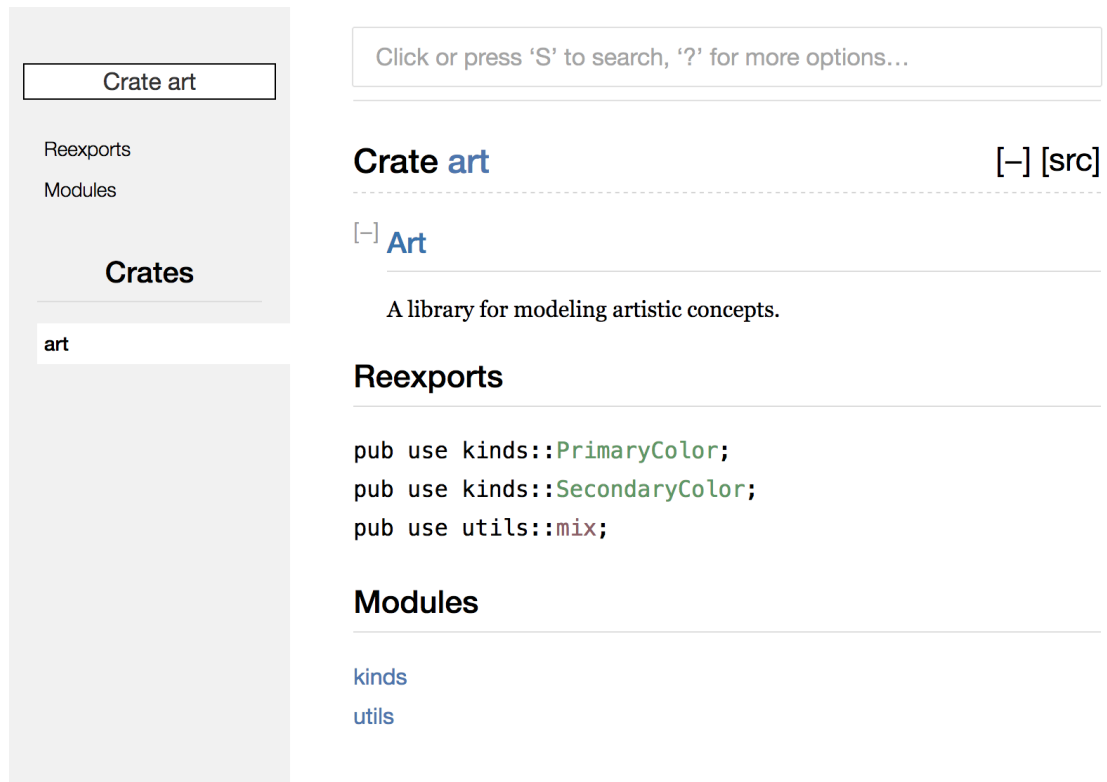 Crate art
Reexports
Modules
Crates
art
Click or press ‘S’ to search, ‘?’ for more options…
Crate art [−] [src]
[−] Art
A library for modeling artistic concepts.
Reexports
pub use kinds::PrimaryColor;
pub use kinds::SecondaryColor;
pub use utils::mix;
Modules
kinds
utils